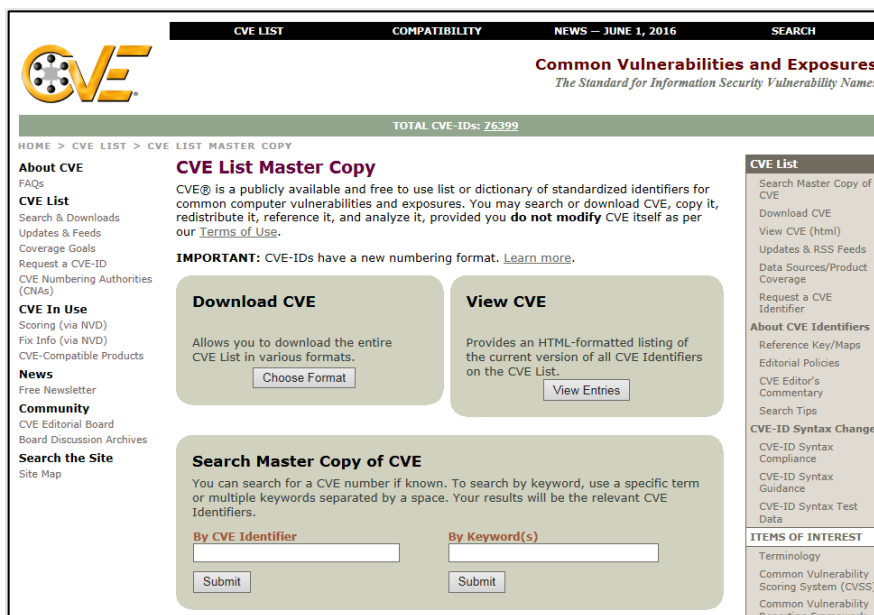 CVE LIST COMPATIBILITY NEWS — JUNE 1, 2016 SEARCH
CVE
Common Vulnerabilities and Exposures
The Standard for Information Security Vulnerability Names
TOTAL CVE-IDs: 76399
HOME > CVE LIST > CVE LIST MASTER COPY
About CVE
FAQs
CVE List
Search & Downloads
Updates & Feeds
Coverage Goals
Request a CVE-ID
CVE Numbering Authorities
(CNAs)
CVE In Use
Scoring (via NVD)
Fix Info (via NVD)
CVE-Compatible Products
News
Free Newsletter
Community
CVE Editorial Board
Board Discussion Archives
Search the Site
Site Map
CVE List Master Copy
CVE® is a publicly available and free to use list or dictionary of standardized identifiers for
common computer vulnerabilities and exposures. You may search or download CVE, copy it,
redistribute it, reference it, and analyze it, provided you do not modify CVE itself as per
our Terms of Use.
IMPORTANT: CVE-IDs have a new numbering format. Learn more.
Download CVE
Allows you to download the entire
CVE List in various formats.
Choose Format
View CVE
Provides an HTML-formatted listing of
the current version of all CVE Identifiers
on the CVE List.
View Entries
Search Master Copy of CVE
You can search for a CVE number if known. To search by keyword, use a specific term
or multiple keywords separated by a space. Your results will be the relevant CVE
Identifiers.
By CVE Identifier
Submit
By Keyword(s)
Submit
CVE List
Search Master Copy of
CVE
Download CVE
View CVE (html)
Updates & RSS Feeds
Data Sources/Product
Coverage
Request a CVE
Identifier
About CVE Identifiers
Reference Key/Maps
Editorial Policies
CVE Editor's
Commentary
Search Tips
CVE-ID Syntax Change
CVE-ID Syntax
Compliance
CVE-ID Syntax
Guidance
CVE-ID Syntax Test
Data
ITEMS OF INTEREST
Terminology
Common Vulnerability
Scoring System (CVSS)
Common Vulnerability